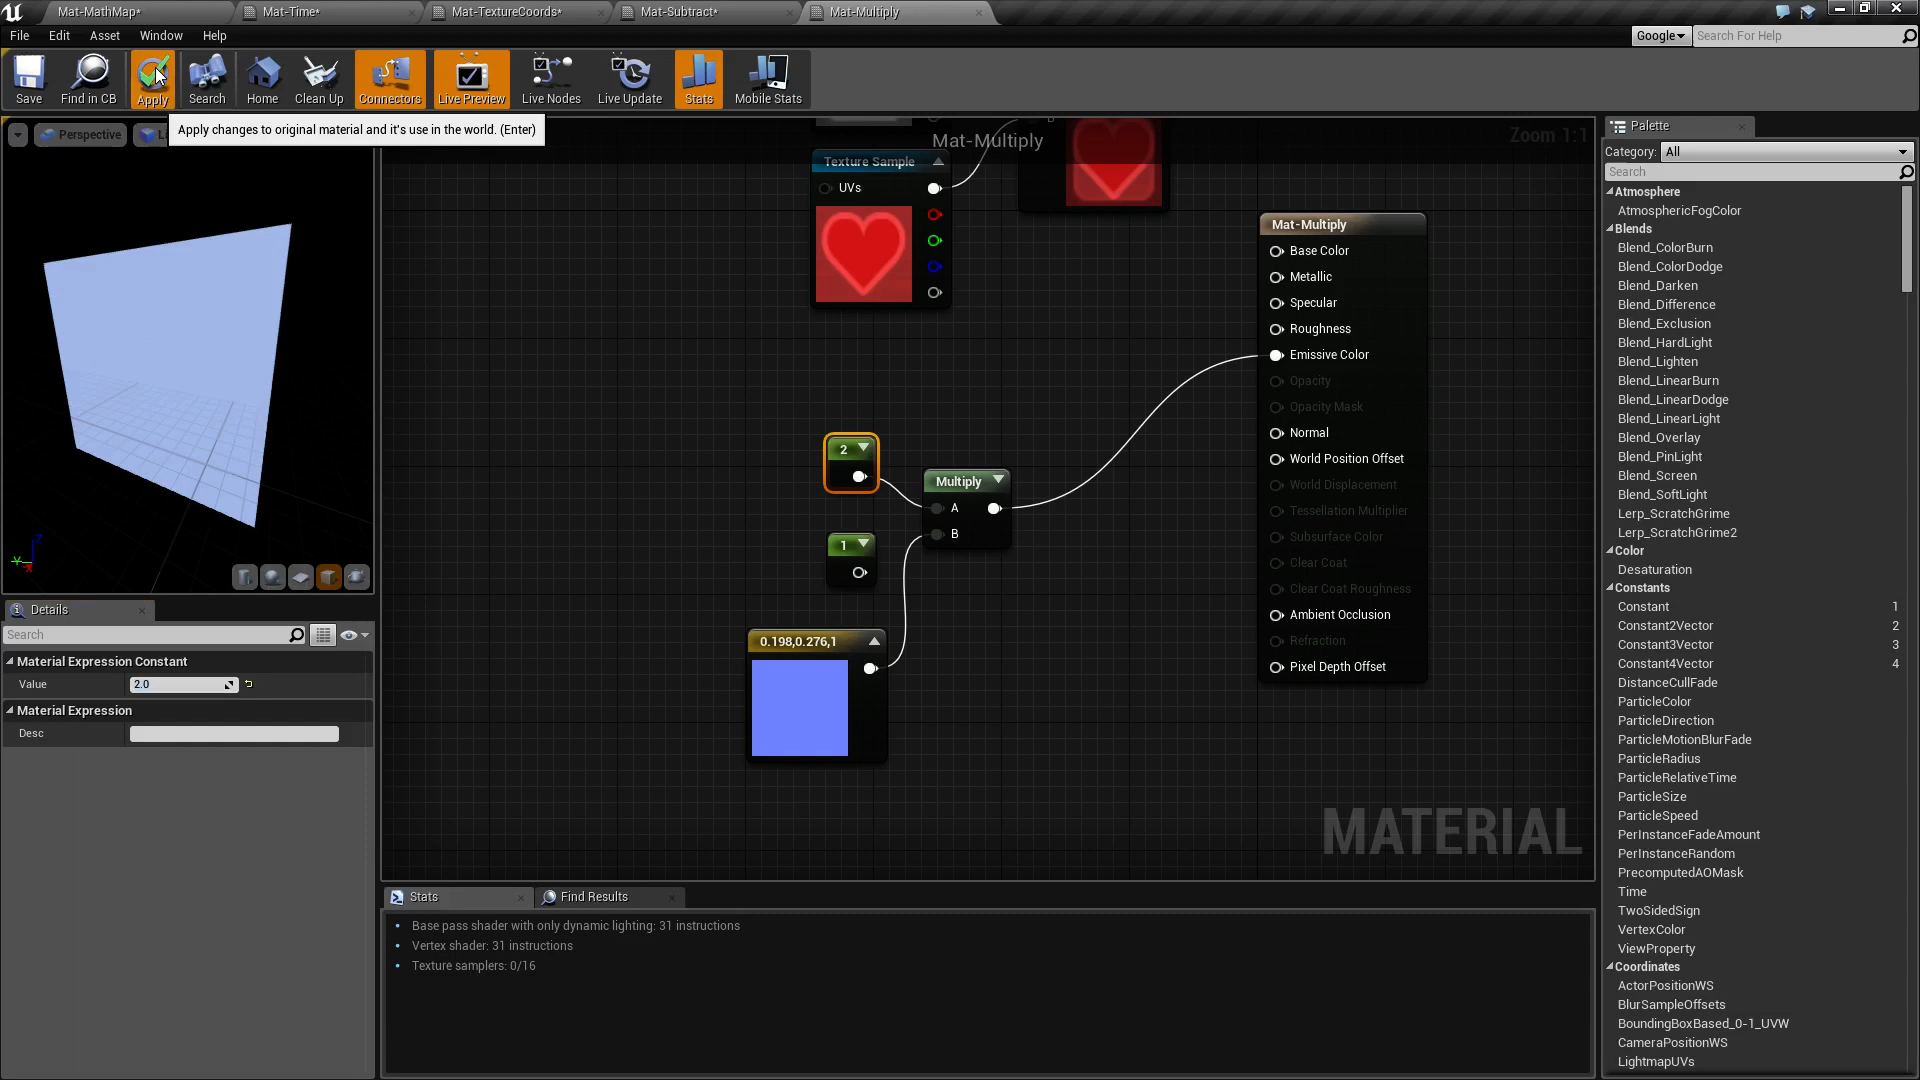 Mat-MathMap*
Mat-Time*
Mat-TextureCoords*
Mat-Subtract*
Mat-Multiply
File
Edit
Asset
Window
Help
Google
Search For Help
Save
Find in CB
Apply
Search
Home
Clean Up
Connectors
Live Preview
Live Nodes
Live Update
Stats
Mobile Stats
Apply changes to original material and it's use in the world. (Enter)
Perspective
Mat-Multiply
Zoom 1:1
Texture Sample
UVs
Mat-Multiply
Base Color
Metallic
Specular
Roughness
Emissive Color
Opacity
Opacity Mask
Normal
World Position Offset
World Displacement
Tessellation Multiplier
Subsurface Color
Clear Coat
Clear Coat Roughness
Ambient Occlusion
Refraction
Pixel Depth Offset
2
Multiply
A
B
1
0.198,0.276,1
MATERIAL
Details
Search
Material Expression Constant
Value
2.0
Material Expression
Desc
Stats
Find Results
• Base pass shader with only dynamic lighting: 31 instructions
• Vertex shader: 31 instructions
• Texture samplers: 0/16
Palette
Category:
All
Search
Atmosphere
AtmosphericFogColor
Blends
Blend_ColorBurn
Blend_ColorDodge
Blend_Darken
Blend_Difference
Blend_Exclusion
Blend_HardLight
Blend_Lighten
Blend_LinearBurn
Blend_LinearDodge
Blend_LinearLight
Blend_Overlay
Blend_PinLight
Blend_Screen
Blend_SoftLight
Lerp_ScratchGrime
Lerp_ScratchGrime2
Color
Desaturation
Constants
Constant 1
Constant2Vector 2
Constant3Vector 3
Constant4Vector 4
DistanceCullFade
ParticleColor
ParticleDirection
ParticleMotionBlurFade
ParticleRadius
ParticleRelativeTime
ParticleSize
ParticleSpeed
PerInstanceFadeAmount
PerInstanceRandom
PrecomputedAOMask
Time
TwoSidedSign
VertexColor
ViewProperty
Coordinates
ActorPositionWS
BlurSampleOffsets
BoundingBoxBased_0-1_UVW
CameraPositionWS
LightmapUVs